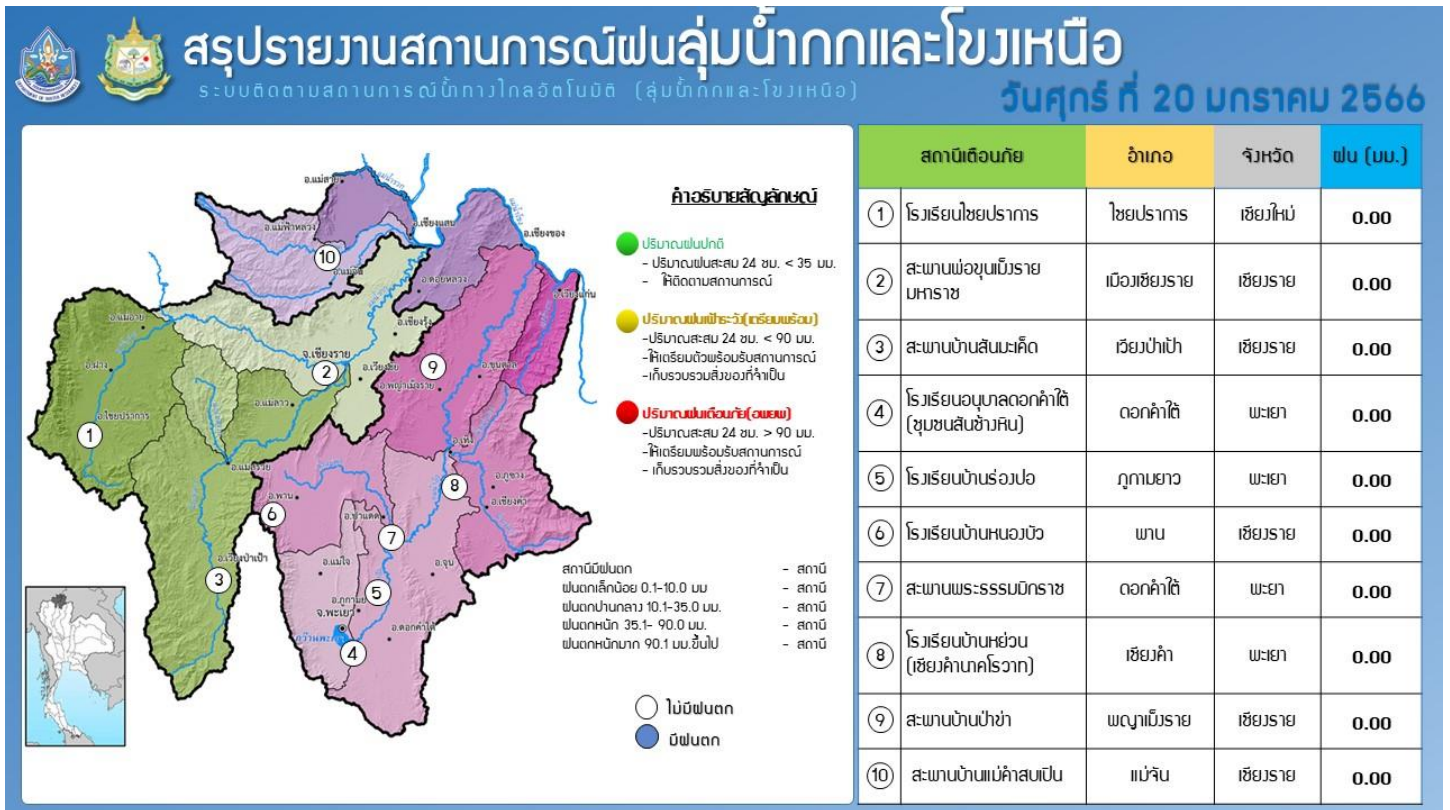 สรุปรายงานสถานการณ์ฝนลุ่มน้ำกกและโขงเหนือ
ระบบติดตามสถานการณ์น้ำทางไกลอัตโนมัติ (ลุ่มน้ำกกและโขงเหนือ)
วันศุกร์ ที่ 20 มกราคม 2566
อ.แม่สาย
อ.แม่ฟ้าหลวง
อ.เชียงแสน
อ.เชียงของ
10
อ.ดอยหลวง
อ.เวียงแก่น
อ.แม่อาย
อ.เชียงรุ้ง
จ.เชียงราย
2
9
อ.ฝาง
อ.พญาเม็งราย
อ.ขุนตาล
อ.ไชยปราการ
อ.แม่ลาว
1
อ.เทิง
อ.แม่สรวย
8
อ.ภูซาง
อ.เชียงคำ
อ.พาน
6
อ.ป่าแดด
7
อ.เวียงป่าเป้า
3
อ.แม่ใจ
อ.จุน
5
จ.พะเยา
อ.ดอกคำใต้
4
คำอธิบายสัญลักษณ์
ปริมาณฝนปกติ
- ปริมาณฝนสะสม 24 ชม. < 35 มม.
- ให้ติดตามสถานการณ์
ปริมาณฝนเฝ้าระวัง(เตรียมพร้อม)
-ปริมาณสะสม 24 ชม. < 90 มม.
-ให้เตรียมตัวพร้อมรับสถานการณ์
-เก็บรวบรวมสิ่งของที่จำเป็น
ปริมาณฝนเตือนภัย(อพยพ)
-ปริมาณสะสม 24 ชม. > 90 มม.
-ให้เตรียมพร้อมรับสถานการณ์
- เก็บรวบรวมสิ่งของที่จำเป็น
สถานีมีฝนตก - สถานี
ฝนตกเล็กน้อย 0.1-10.0 มม - สถานี
ฝนตกปานกลาง 10.1-35.0 มม. - สถานี
ฝนตกหนัก 35.1- 90.0 มม. - สถานี
ฝนตกหนักมาก 90.1 มม.ขึ้นไป - สถานี
ไม่มีฝนตก
มีฝนตก
สถานีเตือนภัย อำเภอ จังหวัด ฝน (มม.)
1 โรงเรียนไชยปราการ ไชยปราการ เชียงใหม่ 0.00
2 สะพานพ่อขุนเม็งราย
มหาราช เมืองเชียงราย เชียงราย 0.00
3 สะพานบ้านสันมะเค็ด เวียงป่าเป้า เชียงราย 0.00
4 โรงเรียนอนุบาลดอกคำใต้
(ชุมชนสันช้างหิน) ดอกคำใต้ พะเยา 0.00
5 โรงเรียนบ้านร่องปอ ภูกามยาว พะเยา 0.00
6 โรงเรียนบ้านหนองบัว พาน เชียงราย 0.00
7 สะพานพระธรรมมิกราช ดอกคำใต้ พะเยา 0.00
8 โรงเรียนบ้านหย่วน
(เชียงคำนาคโรวาท) เชียงคำ พะเยา 0.00
9 สะพานบ้านป่าข่า พญาเม็งราย เชียงราย 0.00
10 สะพานบ้านแม่คำสบเปิน แม่จัน เชียงราย 0.00